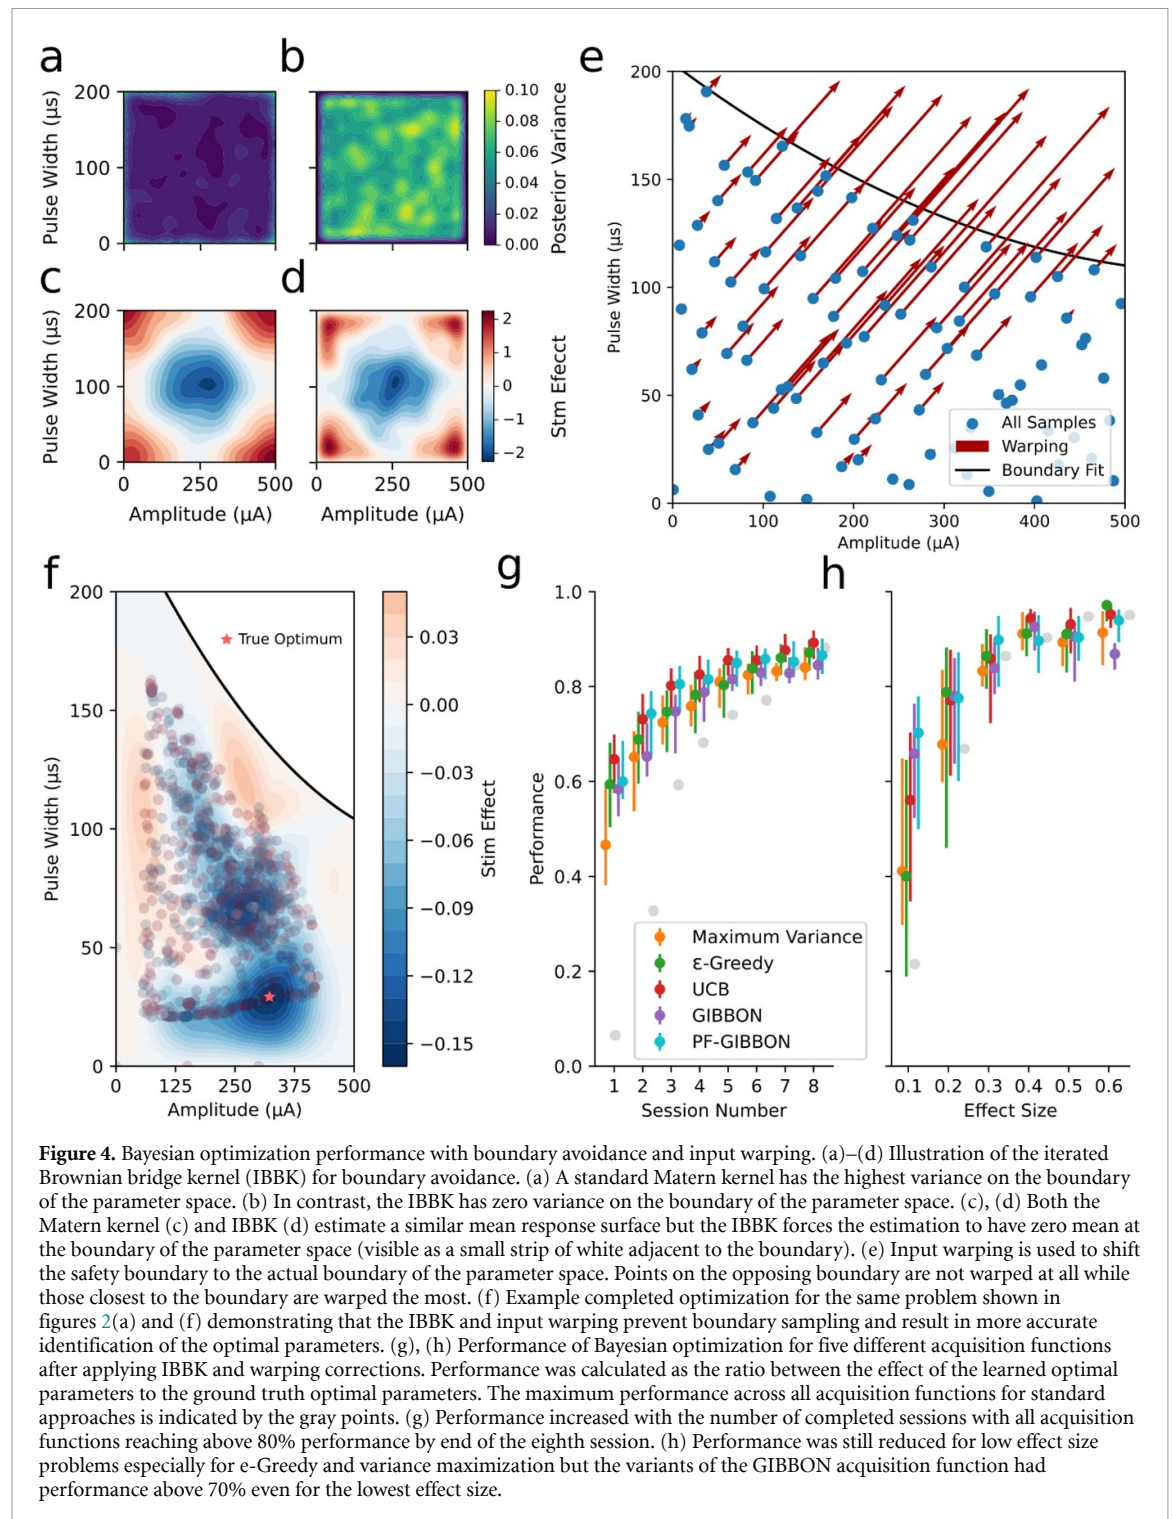 a
b
200
100
0
Pulse Width (μs)
250
250
0.10
0.08
0.06
0.04
0.02
0.00
Posterior Variance
c
d
200
100
0
Pulse Width (μs)
0
250
500
0
250
500
Amplitude (μA)
Amplitude (μA)
2
1
0
−1
−2
Stm Efecct
e
200
150
100
50
0
Pulse Width (μs)
0
100
200
300
400
500
Amplitude (μA)
All Samples
Warping
Boundary Fit
f
200
150
100
50
0
Pulse Width (μs)
True Optimum
0
125
250
375
500
Amplitude (μA)
0.03
0.00
−0.03
−0.06
−0.09
−0.12
−0.15
Stim Effect
g
1.0
0.8
0.6
0.4
0.2
0.0
Performance
Maximum Variance
ε-Greedy
UCB
GIBBON
PF-GIBBON
1 2 3 4 5 6 7 8
Session Number
h
0.1 0.2 0.3 0.4 0.5 0.6
Effect Size
Figure 4. Bayesian optimization performance with boundary avoidance and input warping. (a)–(d) Illustration of the iterated
Brownian bridge kernel (IBBK) for boundary avoidance. (a) A standard Matern kernel has the highest variance on the boundary
of the parameter space. (b) In contrast, the IBBK has zero variance on the boundary of the parameter space. (c), (d) Both the
Matern kernel (c) and IBBK (d) estimate a similar mean response surface but the IBBK forces the estimation to have zero mean at
the boundary of the parameter space (visible as a small strip of white adjacent to the boundary). (e) Input warping is used to shift
the safety boundary to the actual boundary of the parameter space. Points on the opposing boundary are not warped at all while
those closest to the boundary are warped the most. (f) Example completed optimization for the same problem shown in
figures 2(a) and (f) demonstrating that the IBBK and input warping prevent boundary sampling and result in more accurate
identification of the optimal parameters. (g), (h) Performance of Bayesian optimization for five different acquisition functions
after applying IBBK and warping corrections. Performance was calculated as the ratio between the effect of the learned optimal
parameters to the ground truth optimal parameters. The maximum performance across all acquisition functions for standard
approaches is indicated by the gray points. (g) Performance increased with the number of completed sessions with all acquisition
functions reaching above 80% performance by end of the eighth session. (h) Performance was still reduced for low effect size
problems especially for e-Greedy and variance maximization but the variants of the GIBBON acquisition function had
performance above 70% even for the lowest effect size.